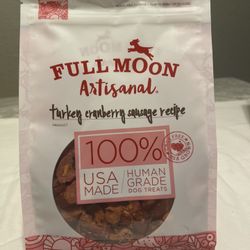 FULL MOON
Artisanal
turkey cranberry sausage recipe
100%
USA
MADE
HUMAN
GRADE
DOG TREATS